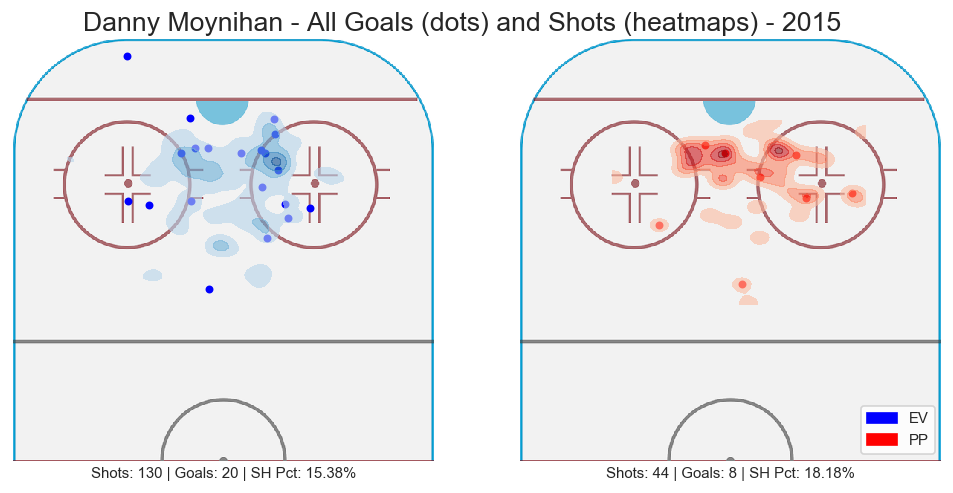 Danny Moynihan - All Goals (dots) and Shots (heatmaps) - 2015
EV
PP
Shots: 130 | Goals: 20 | SH Pct: 15.38%
Shots: 44 | Goals: 8 | SH Pct: 18.18%